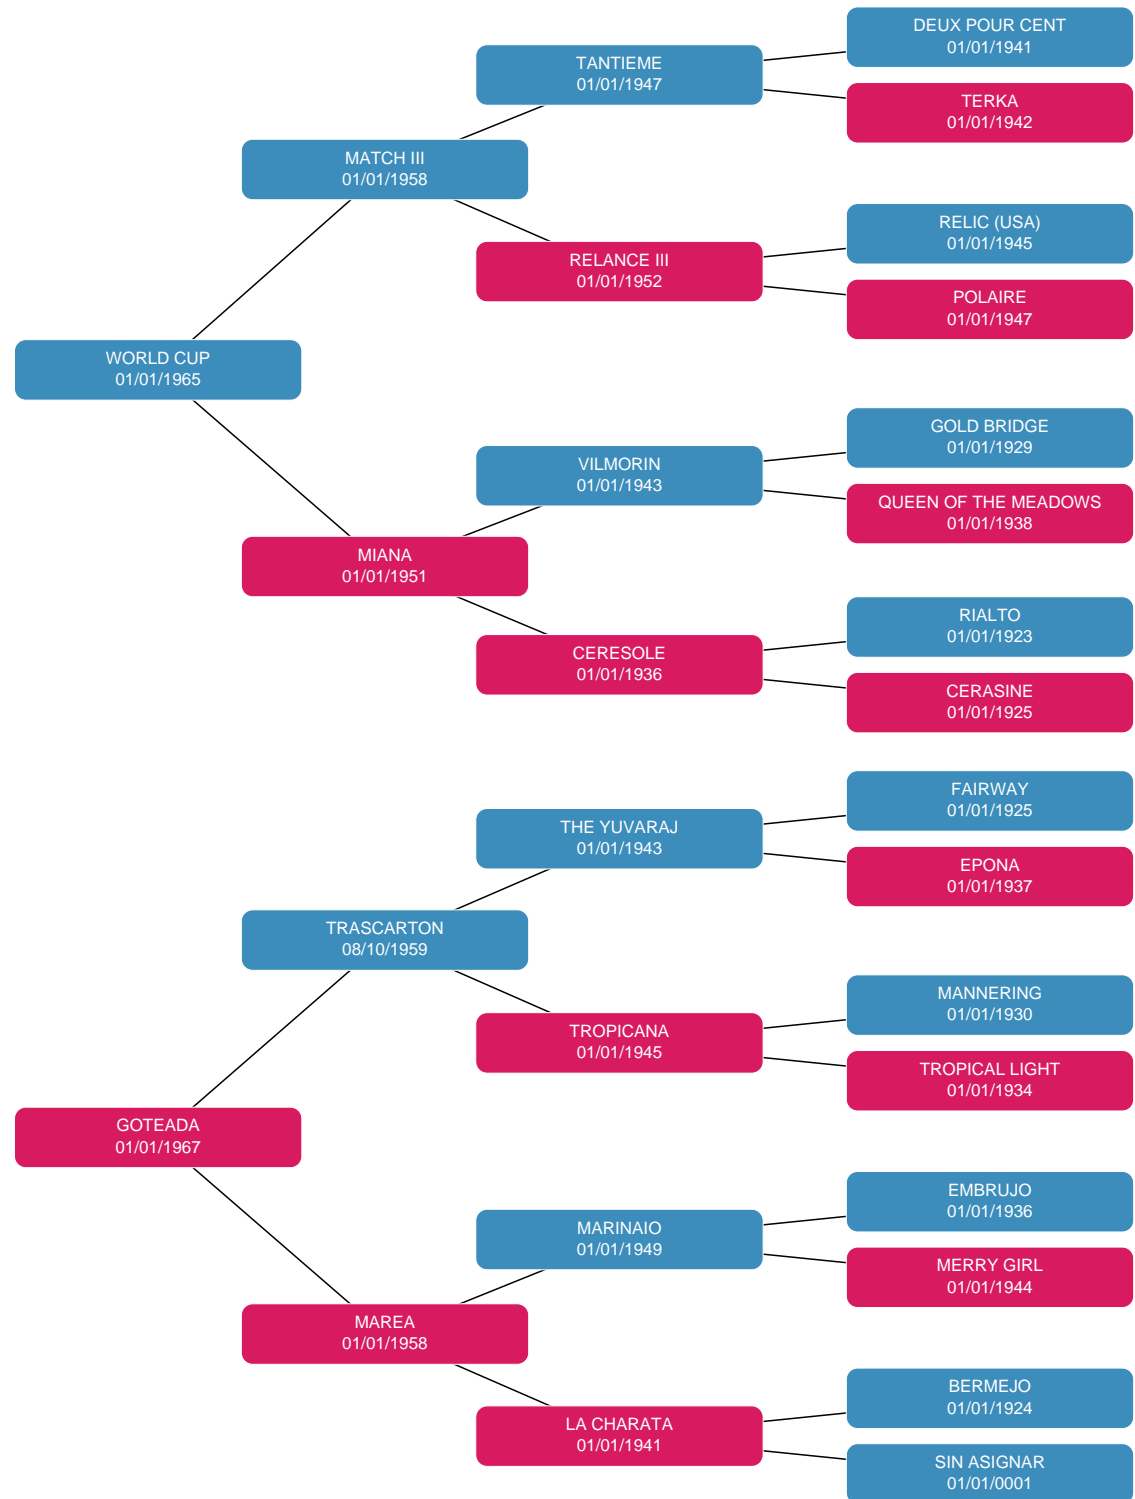 DEUX POUR CENT
01/01/1941
TANTIEME
01/01/1947
TERKA
01/01/1942
MATCH III
01/01/1958
RELIC (USA)
01/01/1945
RELANCE III
01/01/1952
POLAIRE
01/01/1947
WORLD CUP
01/01/1965
GOLD BRIDGE
01/01/1929
VILMORIN
01/01/1943
QUEEN OF THE MEADOWS
01/01/1938
MIANA
01/01/1951
RIALTO
01/01/1923
CERESOLE
01/01/1936
CERASINE
01/01/1925
FAIRWAY
01/01/1925
THE YUVARAJ
01/01/1943
EPONA
01/01/1937
TRASCARTON
08/10/1959
MANNERING
01/01/1930
TROPICANA
01/01/1945
TROPICAL LIGHT
01/01/1934
GOTEADA
01/01/1967
EMBRUJO
01/01/1936
MARINAIO
01/01/1949
MERRY GIRL
01/01/1944
MAREA
01/01/1958
BERMEJO
01/01/1924
LA CHARATA
01/01/1941
SIN ASIGNAR
01/01/0001